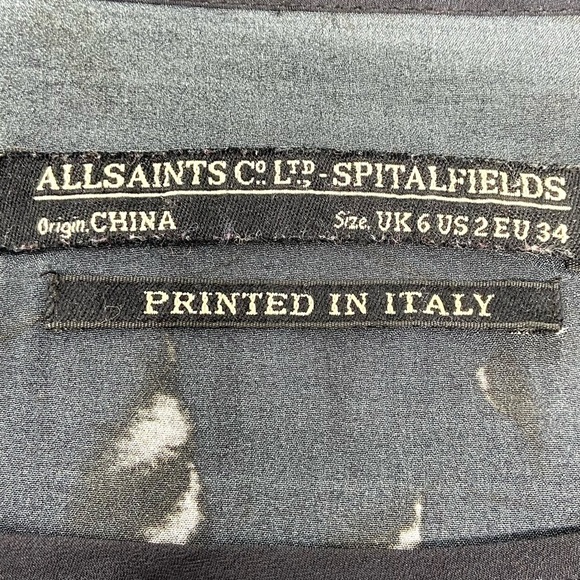 ALLSAINTS Cº LTD-SPITALFIELDS
Origin. CHINA Size. UK 6 US 2 EU 34
PRINTED IN ITALY